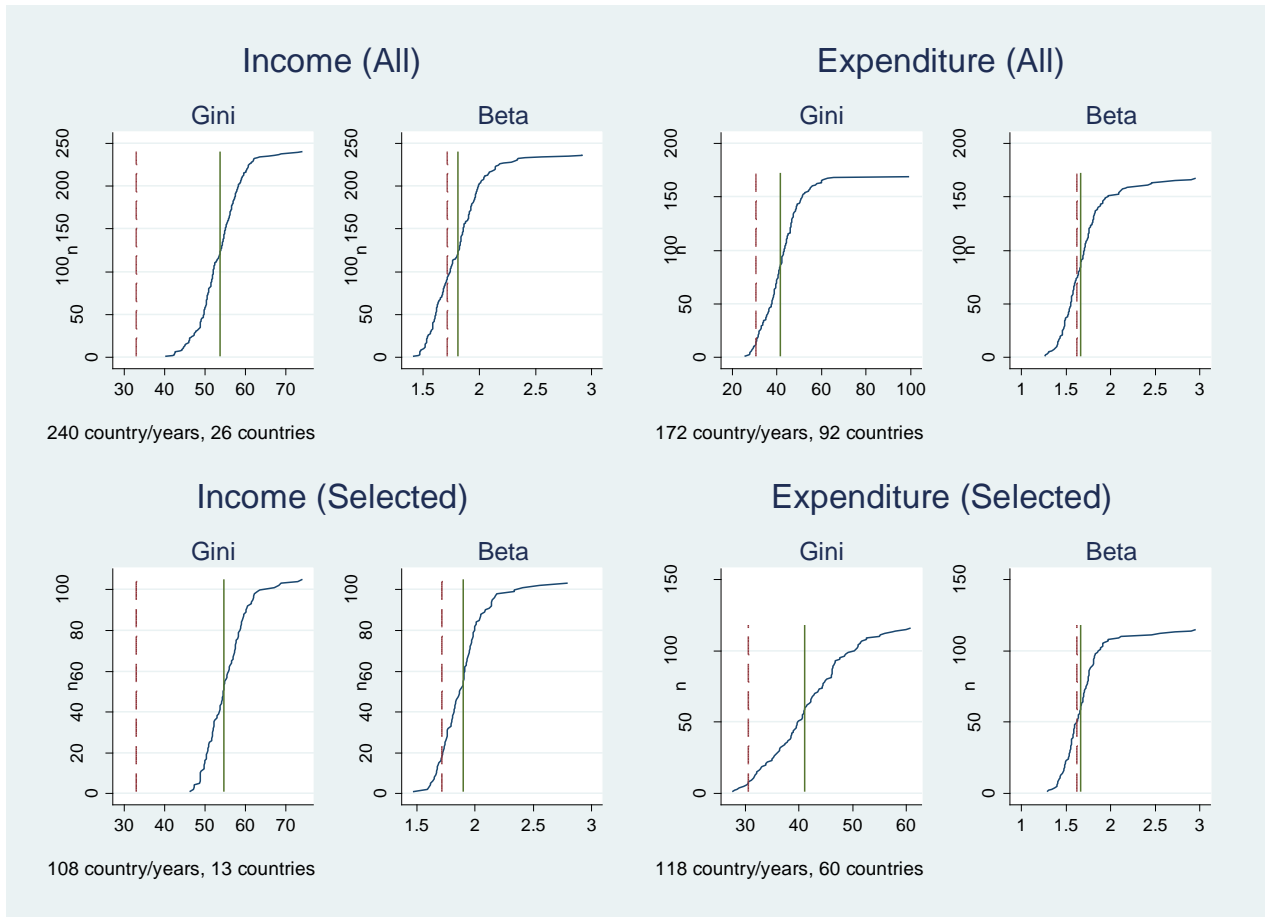 Income (All)
Expenditure (All)
Gini
Beta
Gini
Beta
0 50 100 150 200 250
n
30 40 50 60 70
0 50 100 150 200 250
n
1.5 2 2.5 3
0 50 100 150 200
n
20 40 60 80 100
0 50 100 150 200
n
1 1.5 2 2.5 3
240 country/years, 26 countries
172 country/years, 92 countries
Income (Selected)
Expenditure (Selected)
Gini
Beta
Gini
Beta
0 20 40 60 80 100
n
30 40 50 60 70
0 20 40 60 80 100
n
1.5 2 2.5 3
0 50 100 150
n
30 40 50 60
0 50 100 150
n
1 1.5 2 2.5 3
108 country/years, 13 countries
118 country/years, 60 countries